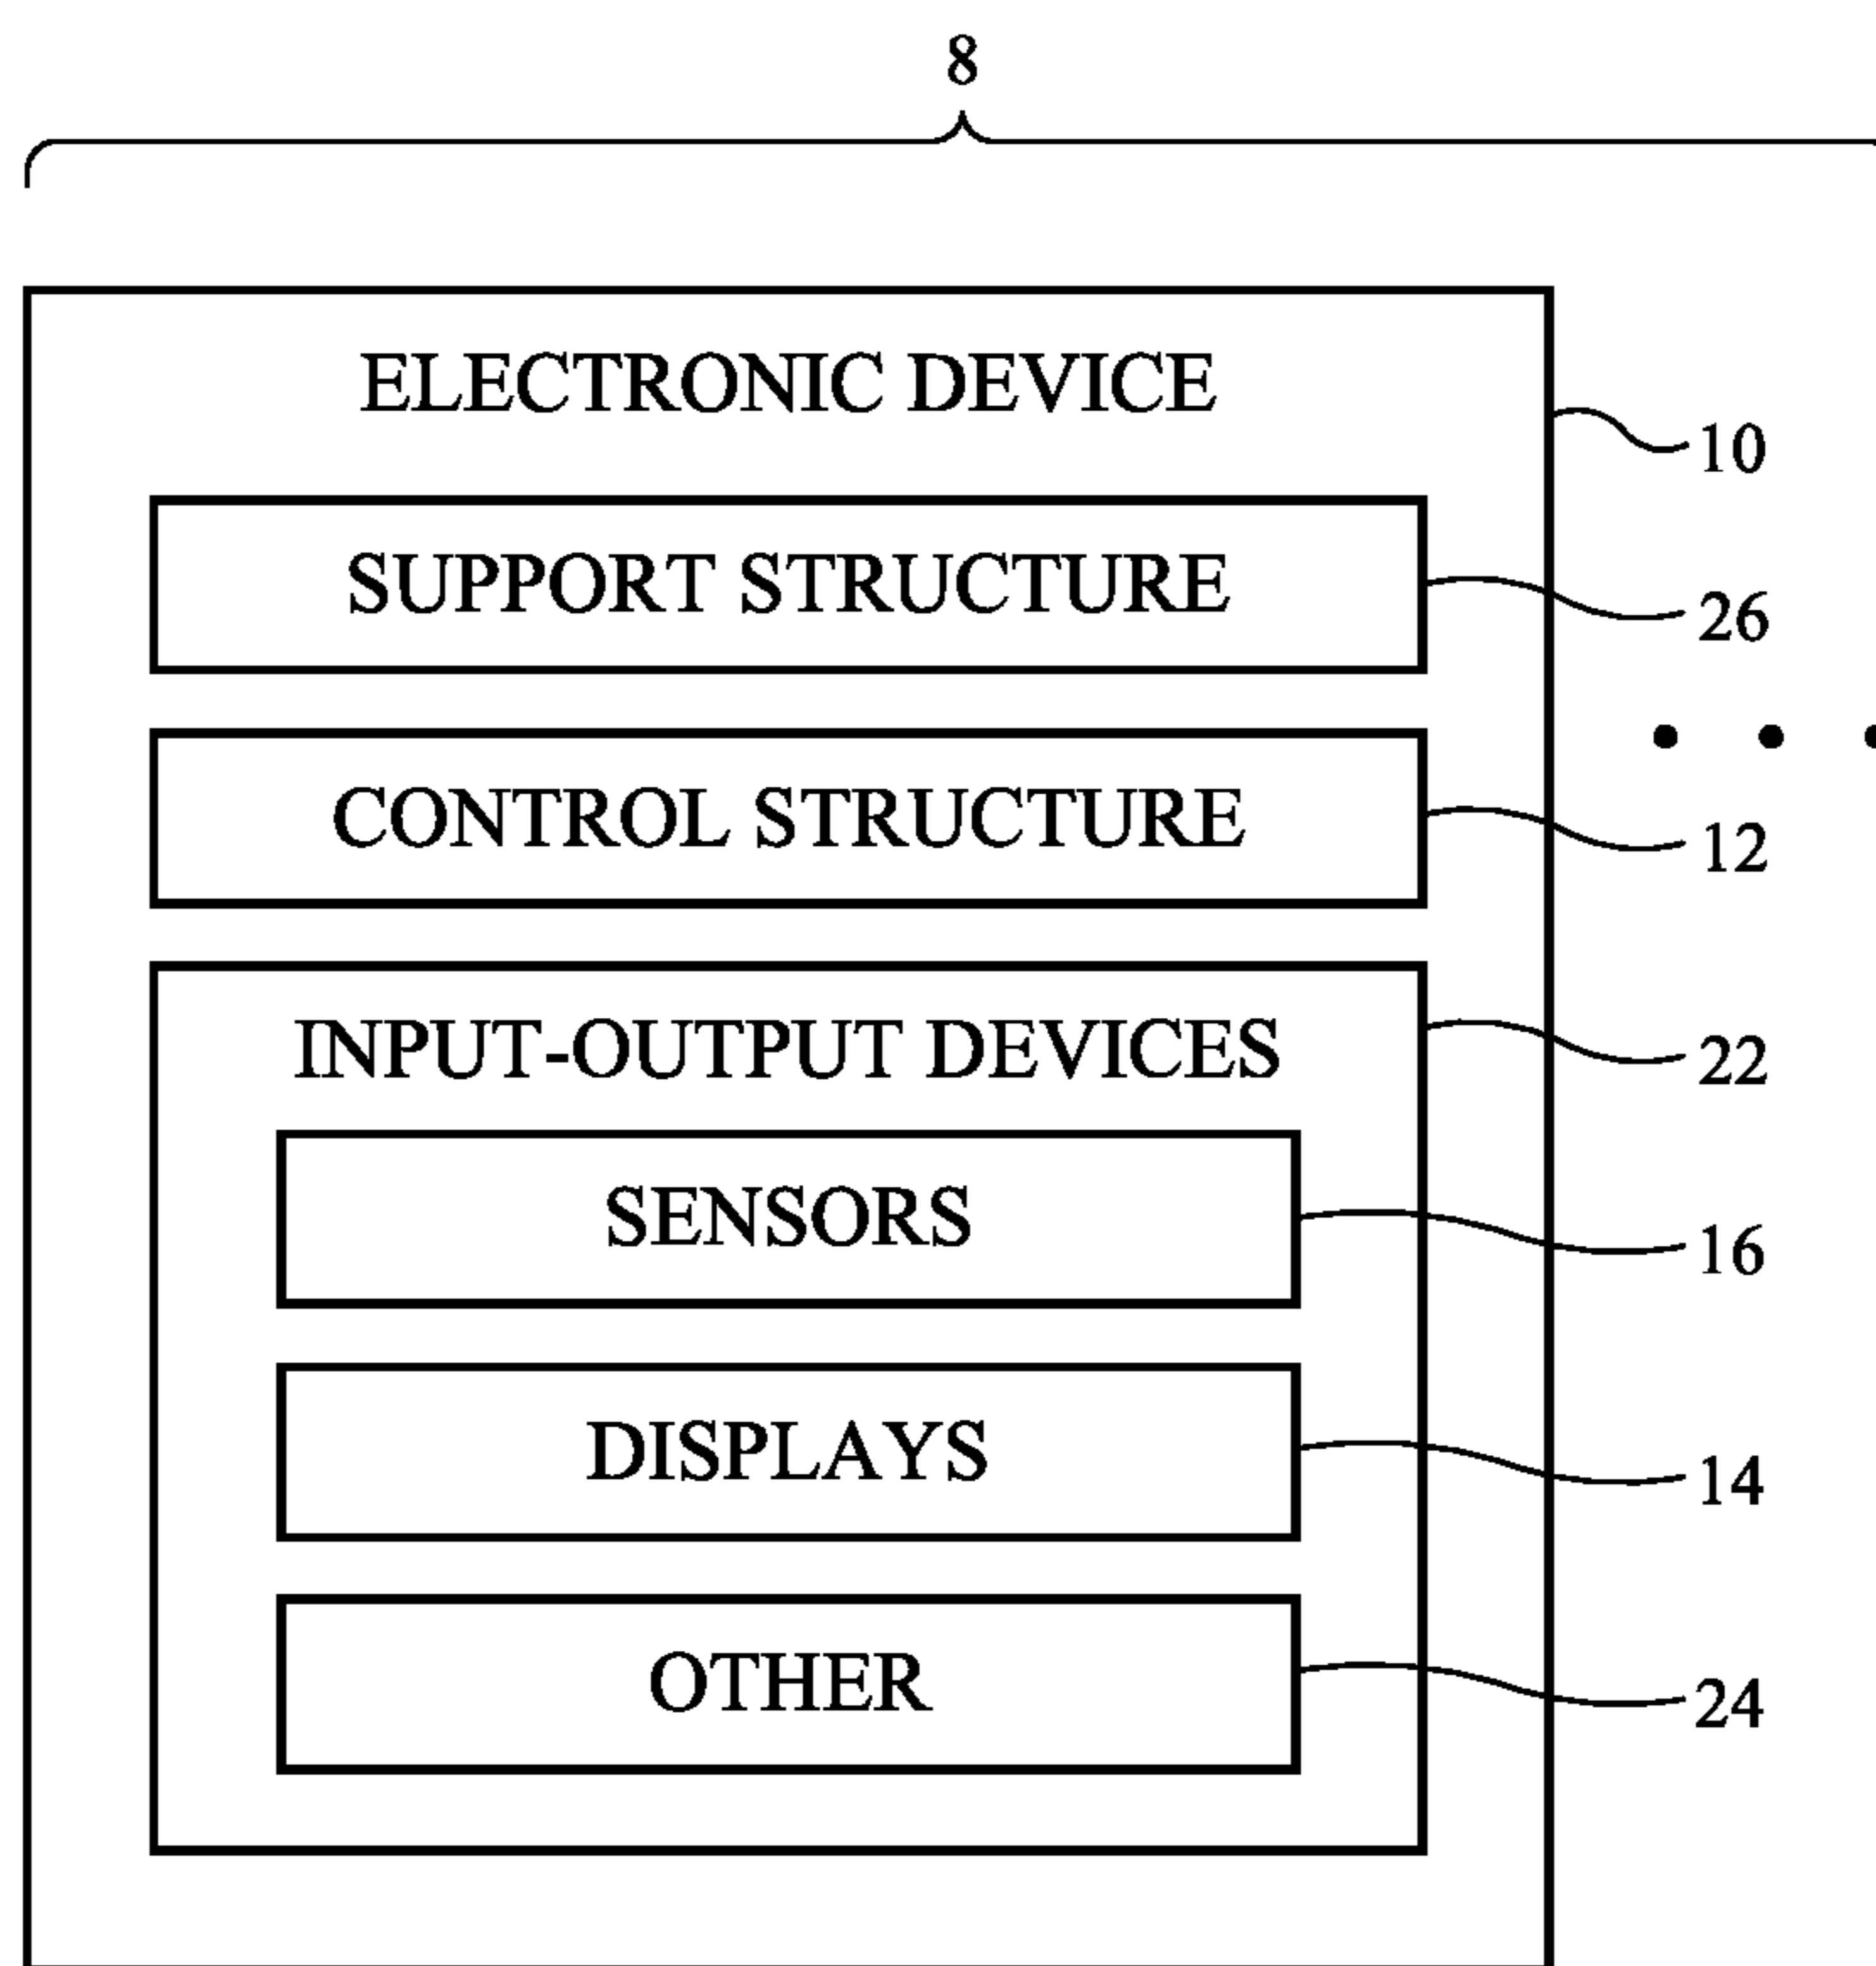 8
ELECTRONIC DEVICE
10
SUPPORT STRUCTURE
26
CONTROL STRUCTURE
12
INPUT-OUTPUT DEVICES
22
SENSORS
16
DISPLAYS
14
OTHER
24